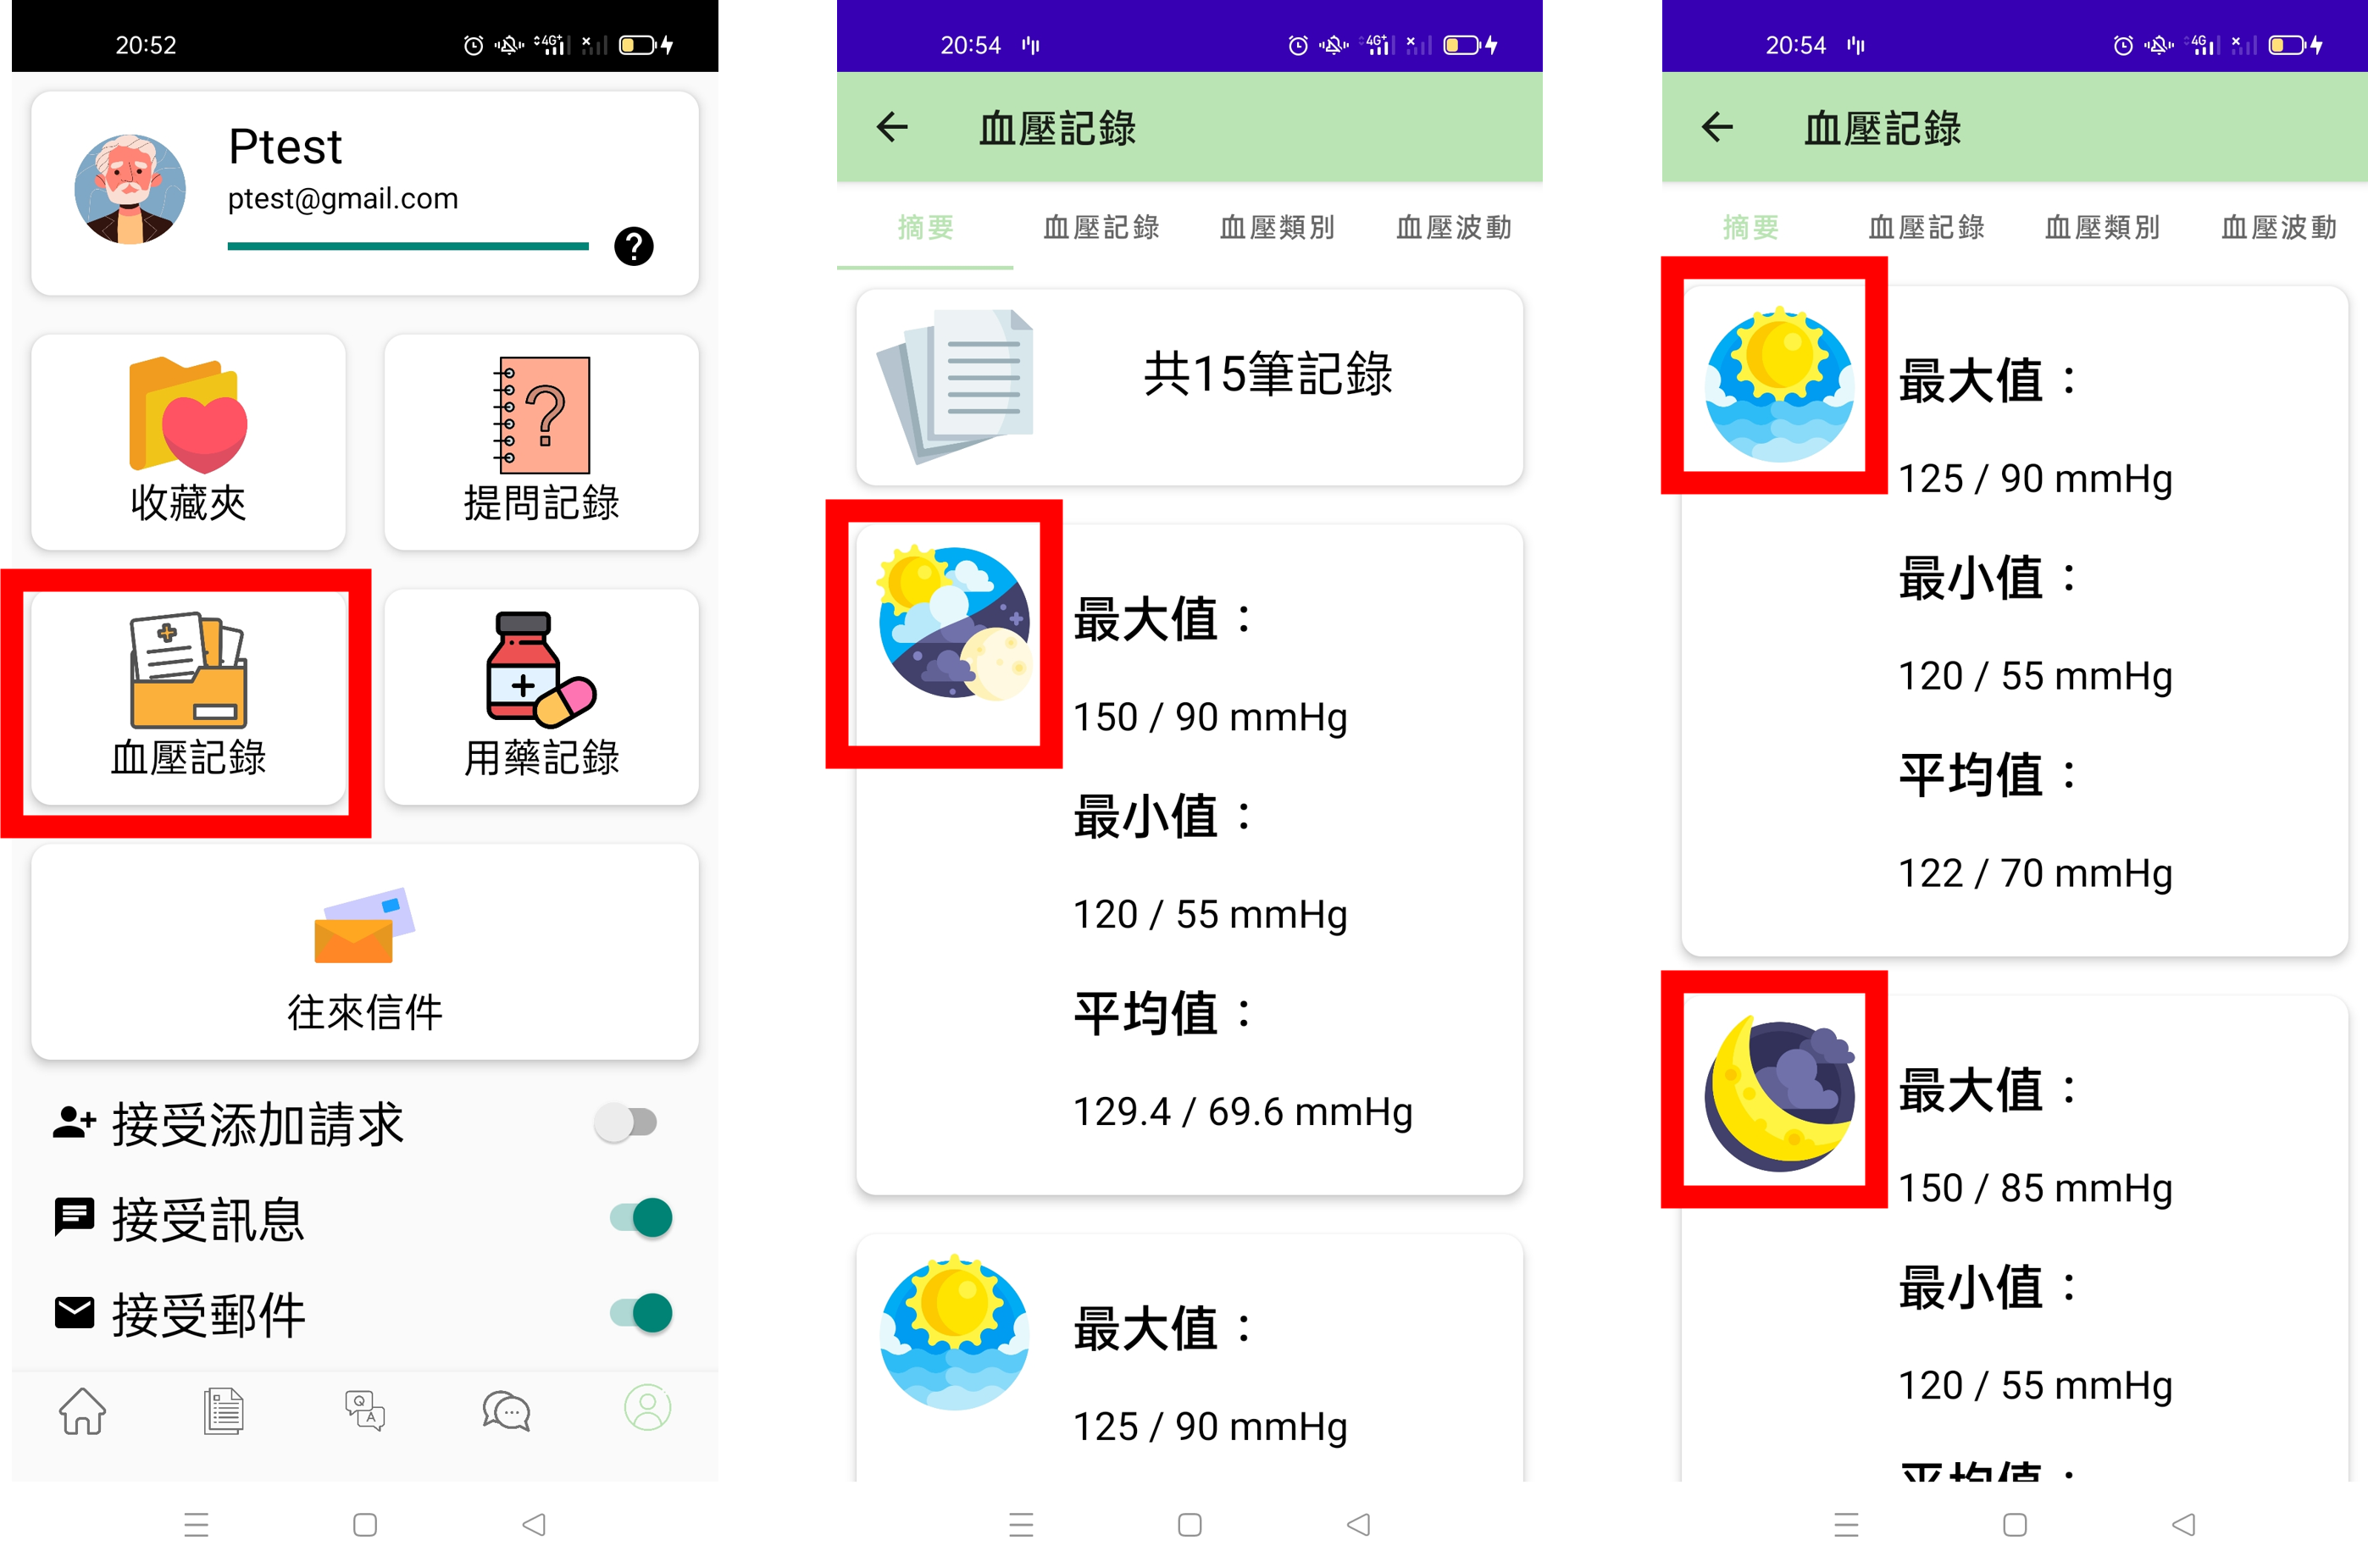 20:52
4G+
Ptest
ptest@gmail.com
?
收藏夾
?
提問記錄
血壓記錄
用藥記錄
往來信件
接受添加請求
接受訊息
接受郵件
Q
A
20:54
4G+
血壓記錄
摘要 血壓記錄 血壓類別 血壓波動
共15筆記錄
最大值：
150 / 90 mmHg
最小值：
120 / 55 mmHg
平均值：
129.4 / 69.6 mmHg
最大值：
125 / 90 mmHg
20:54
4G
血壓記錄
摘要 血壓記錄 血壓類別 血壓波動
最大值：
125 / 90 mmHg
最小值：
120 / 55 mmHg
平均值：
122 / 70 mmHg
最大值：
150 / 85 mmHg
最小值：
120 / 55 mmHg
平均值：